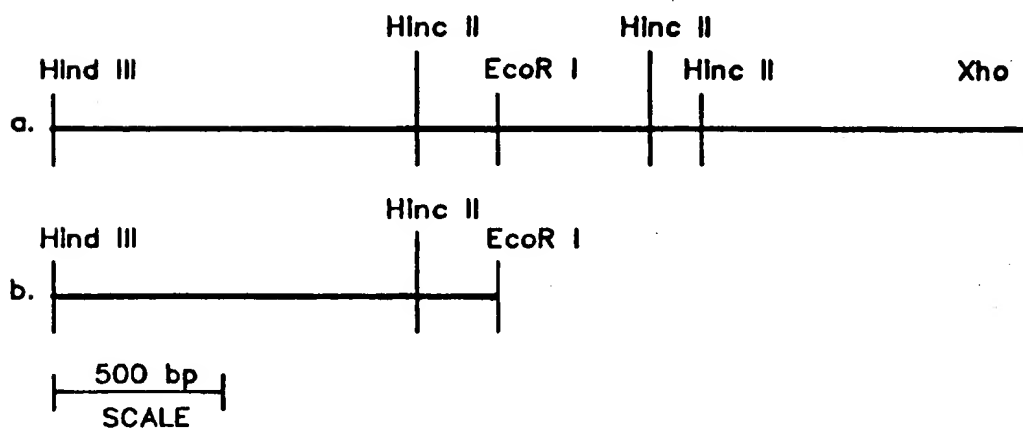 Hinc II Hinc II
Hind III EcoR I Hinc II Xho
a.
Hinc II
Hind III EcoR I
b.
500 bp
SCALE